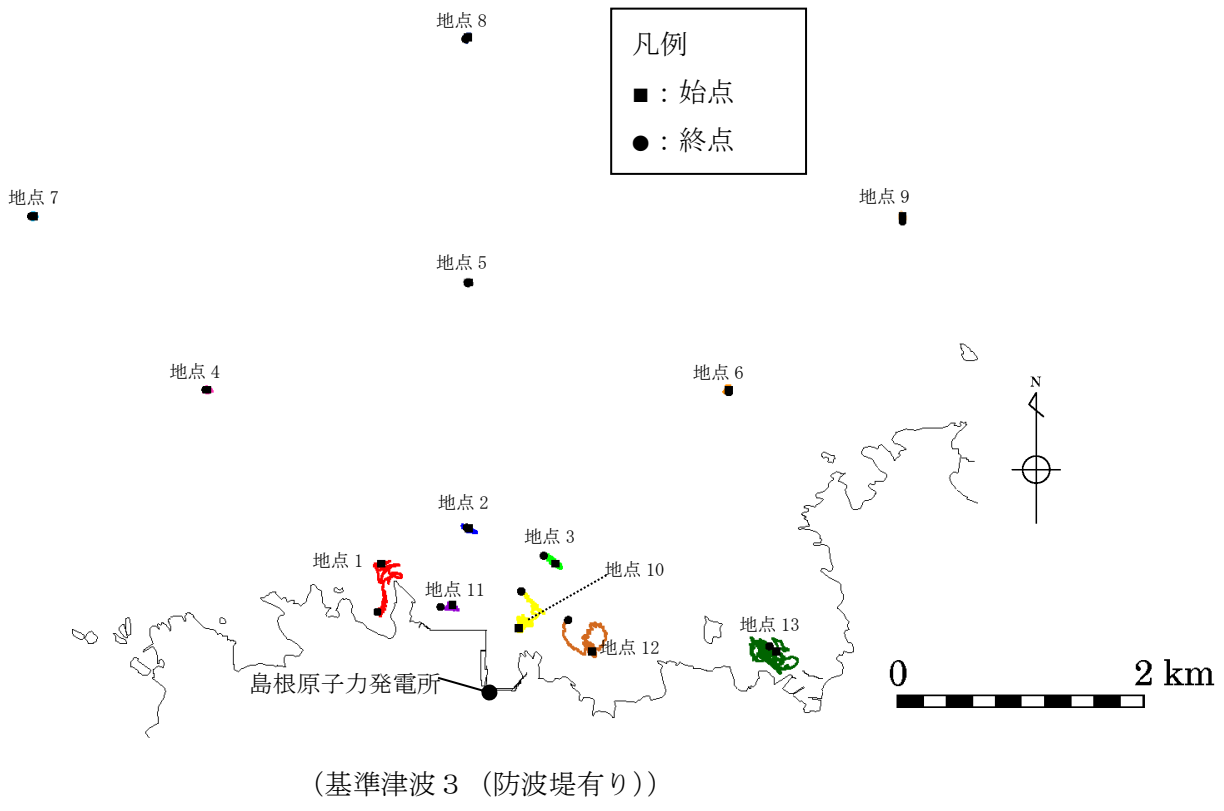 地点 8
凡例
■:始点
●:終点
地点 7
地点 9
地点 5
地点 4
地点 6
N
地点 2
地点 3
地点 1
地点 10
地点 11
地点 12
地点 13
島根原子力発電所
0 2 km
(基準津波3 (防波堤有り))